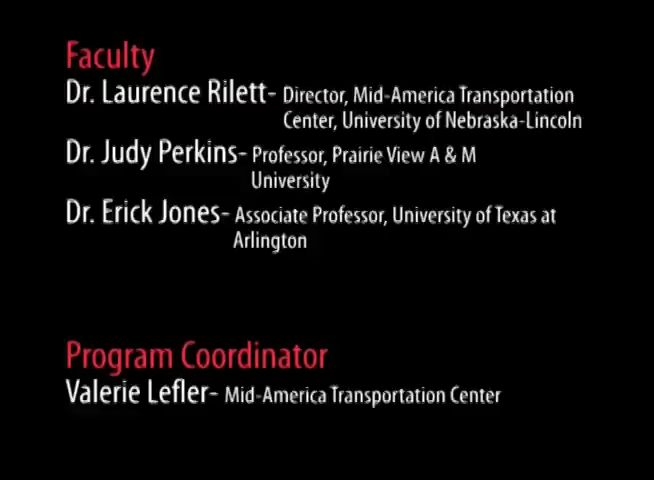 Faculty
Dr. Laurence Rilett- Director, Mid-America Transportation
Center, University of Nebraska-Lincoln
Dr. Judy Perkins- Professor, Prairie View A & M
University
Dr. Erick Jones- Associate Professor, University of Texas at
Arlington
Program Coordinator
Valerie Lefler- Mid-America Transportation Center